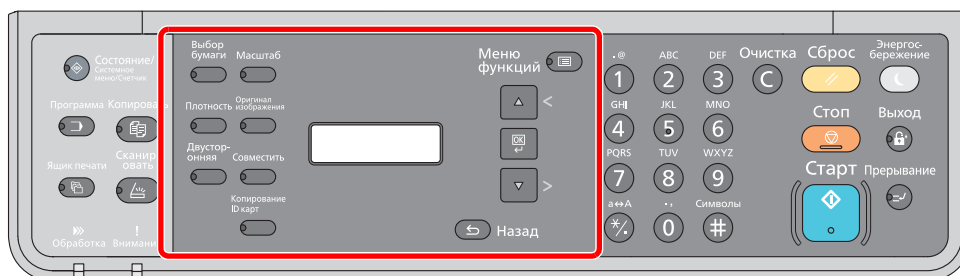 Состояние/
Системное
меню/Счетчик
Программа
Копировать
Ящик печати
Сканир
овать
Обработка
Внимани
Выбор
бумаги
Масштаб
Плотность
Оригинал
изображения
Двустор-
онняя
Совместить
Копирование
ID карт
Меню
функций
<
OK
>
Назад
.@
ABC
DEF
1
2
3
GHI
JKL
MNO
4
5
6
PQRS
TUV
WXYZ
7
8
9
a↔A
.,
Символы
*/.
0
#
Очистка
C
Сброс
Энергос-
бережение
Стоп
Выход
Старт
Прерывание